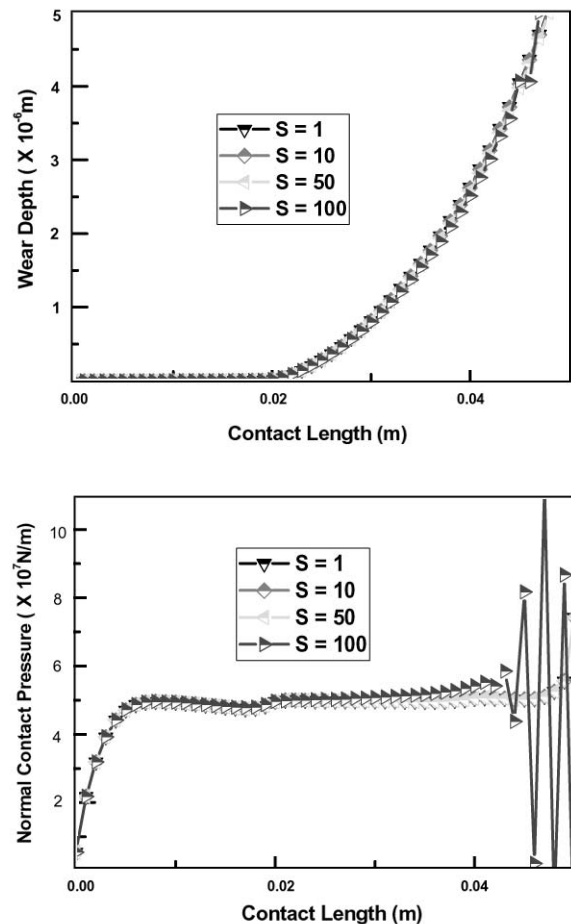 5
4
3
2
1
Wear Depth ( X 10⁻⁶m)
S = 1
S = 10
S = 50
S = 100
0.00
0.02
0.04
Contact Length (m)
10
8
6
4
2
Normal Contact Pressure ( X 10⁷N/m)
S = 1
S = 10
S = 50
S = 100
0.00
0.02
0.04
Contact Length (m)